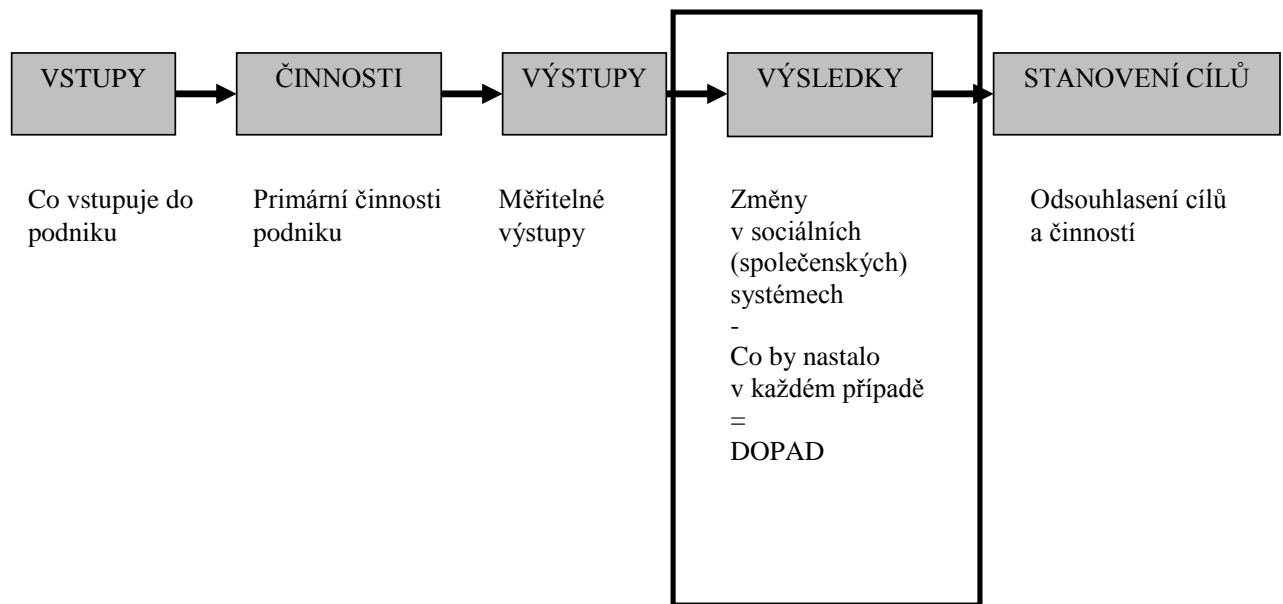 VSTUPY
ČINNOSTI
VÝSTUPY
VÝSLEDKY
STANOVENÍ CÍLŮ
Co vstupuje do
podniku
Primární činnosti
podniku
Měřitelné
výstupy
Změny
v sociálních
(společenských)
systémech
-
Co by nastalo
v každém případě
=
DOPAD
Odsouhlasení cílů
a činností